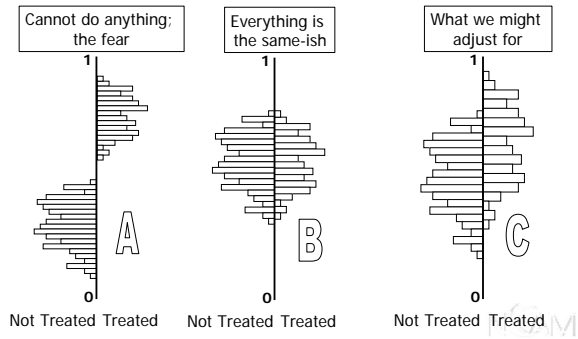 Cannot do anything;
the fear
Everything is
the same-ish
What we might
adjust for
1
1
1
A
B
C
0
0
0
Not Treated Treated
Not Treated Treated
Not Treated Treated